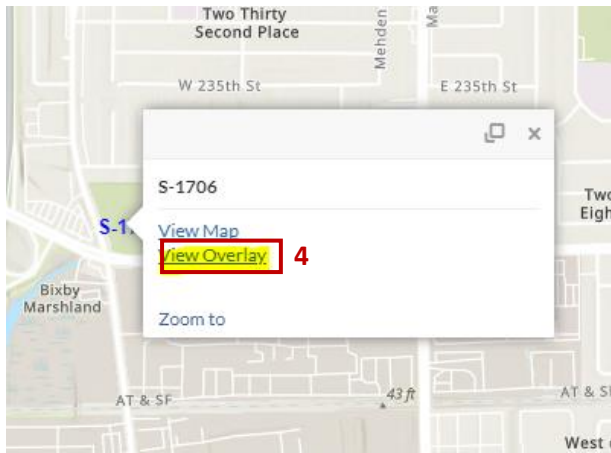 Two Thirty
Second Place
Mehden
Ma
W 235th St
E 235th St
S-1706
S-1
View Map
View Overlay
4
Zoom to
Two
Eigh
Bixby
Marshland
AT & SF
43 ft
AT & S
West